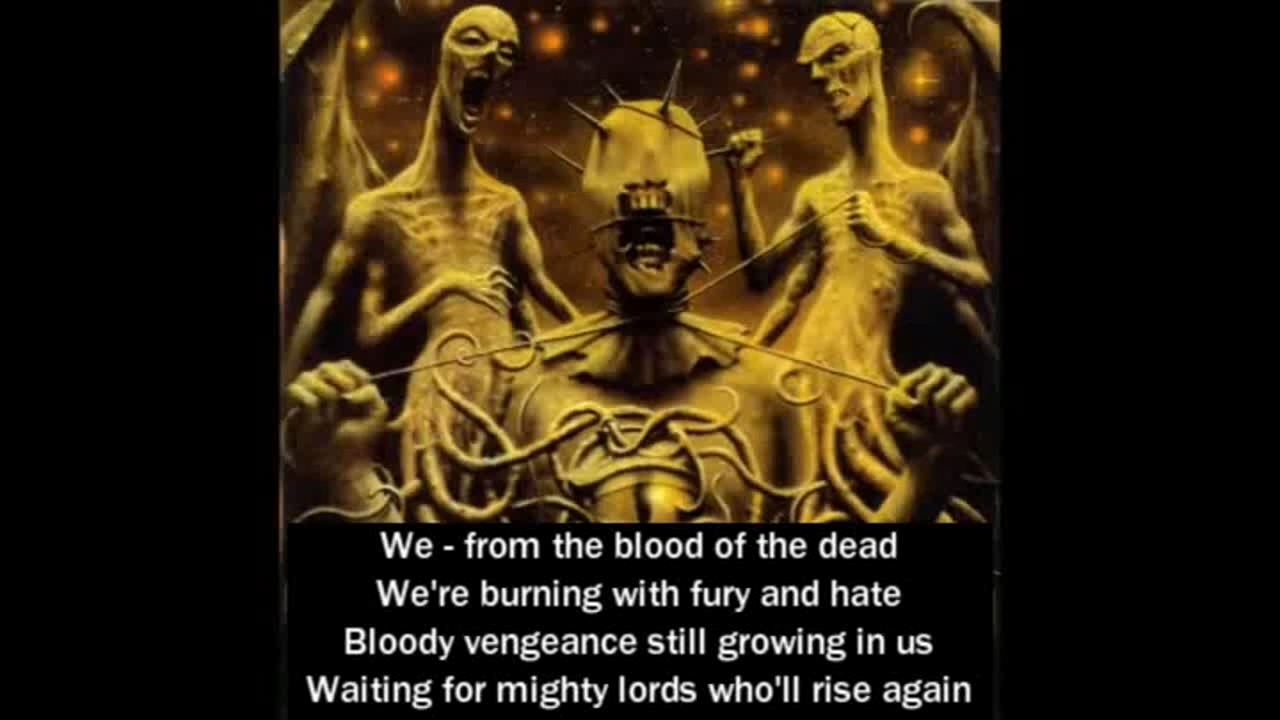 We - from the blood of the dead
We're burning with fury and hate
Bloody vengeance still growing in us
Waiting for mighty lords who'll rise again